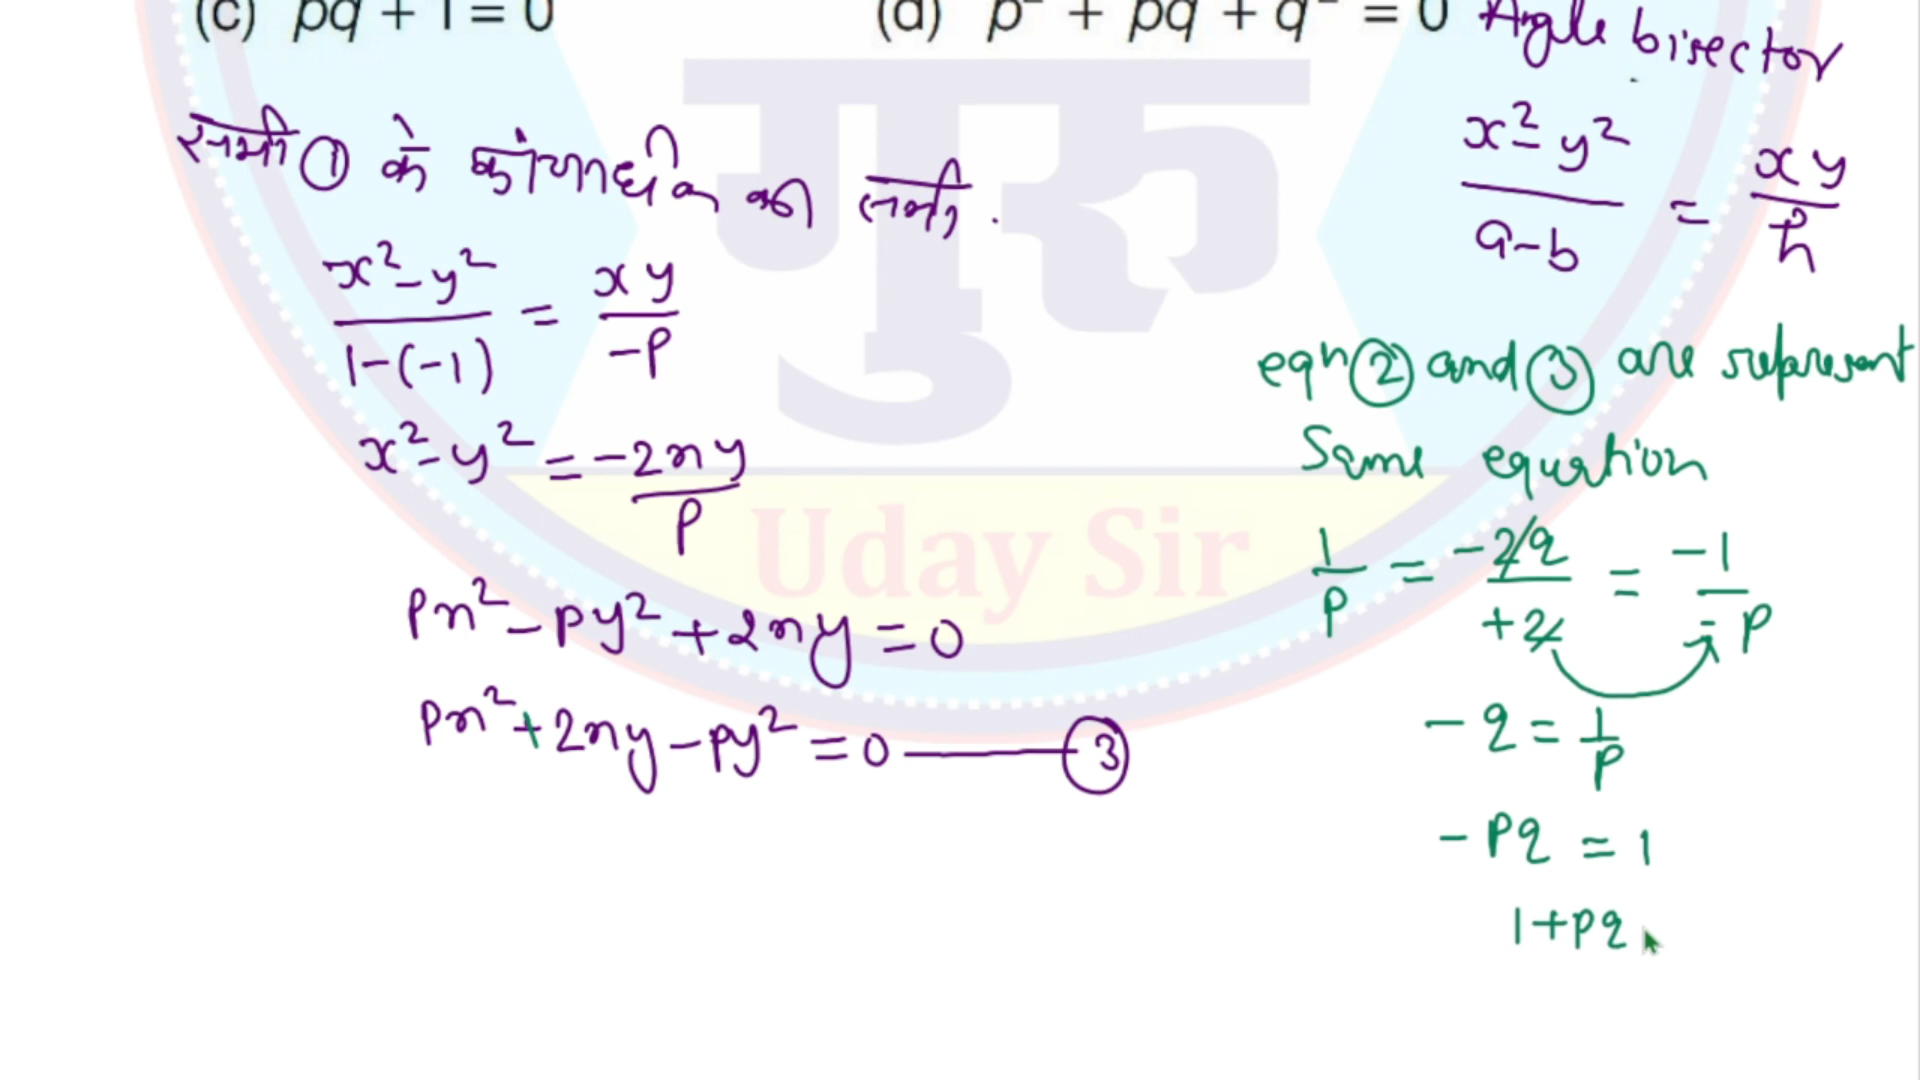 (c) pq + 1 = 0 (d) p² + pq + q² = 0
Angle bisector
x² - y² / a - b = xy / h
समी ① के कोणार्धक की समी.
x² - y² / 1 - (-1) = xy / -P
x² - y² = -2xy / P
Px² - Py² + 2xy = 0
Px² + 2xy - Py² = 0 ——— ③
eqn ② and ③ are represent
Same equation
1 / P = -2q / +2 = -1 / -P
-q = 1 / P
-Pq = 1
1 + Pq
गुरु
Uday Sir